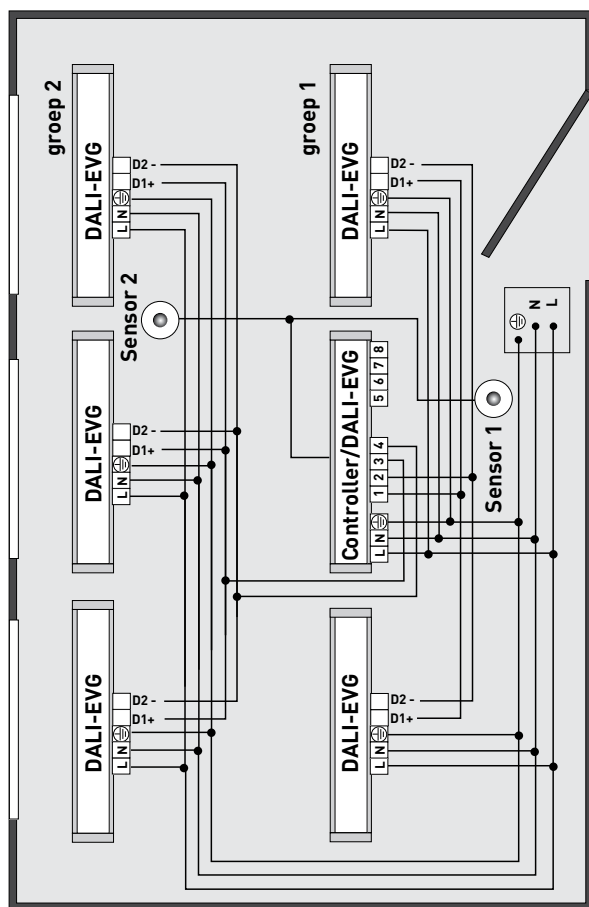 groep 2
DALI-EVG
D2 -
D1+
N
L
groep 1
DALI-EVG
D2 -
D1+
N
L
Sensor 2
N
L
DALI-EVG
D2 -
D1+
N
L
Controller/DALI-EVG
8
7
6
5
4
3
2
1
N
L
Sensor 1
DALI-EVG
D2 -
D1+
N
L
DALI-EVG
D2 -
D1+
N
L